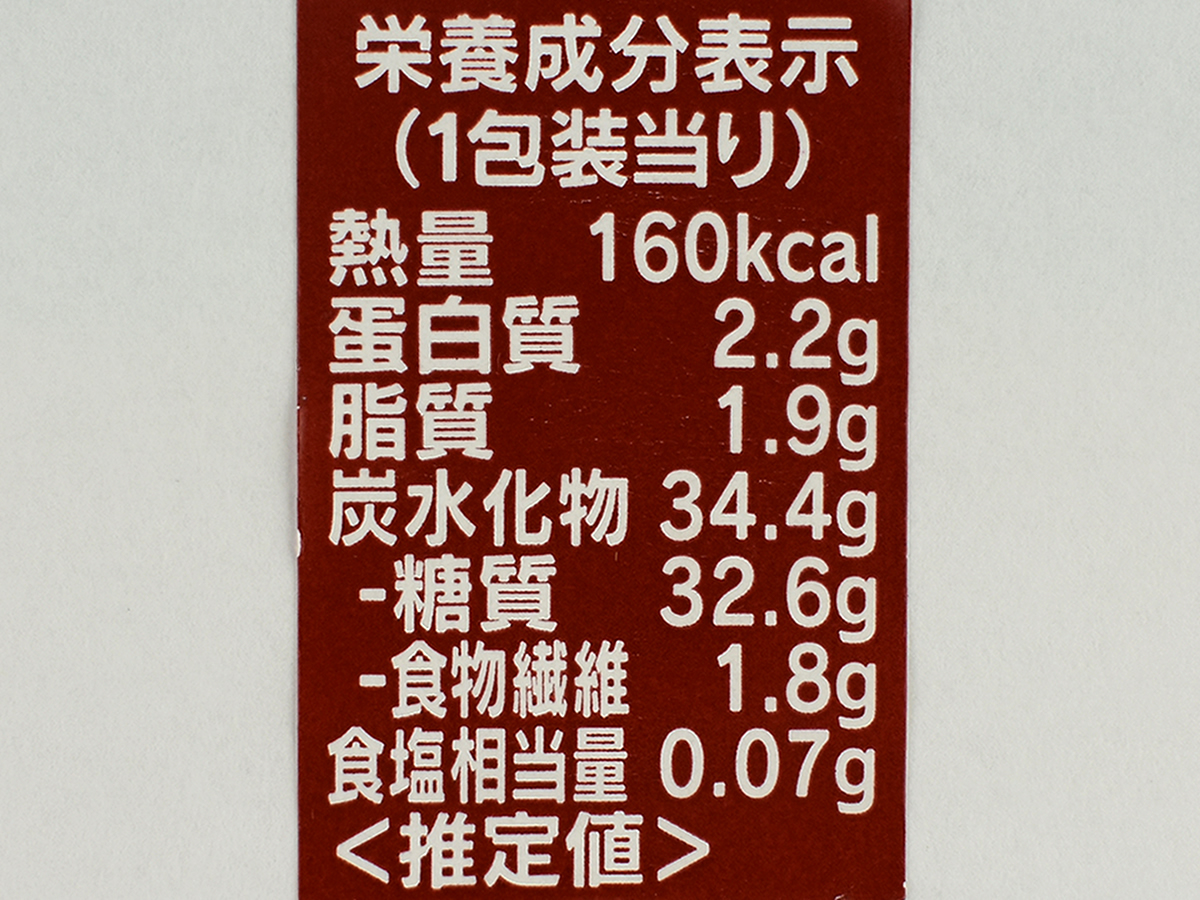 栄養成分表示
(1包装当り)
熱量 160kcal
蛋白質 2.2g
脂質 1.9g
炭水化物 34.4g
-糖質 32.6g
-食物繊維 1.8g
食塩相当量 0.07g
<推定値>